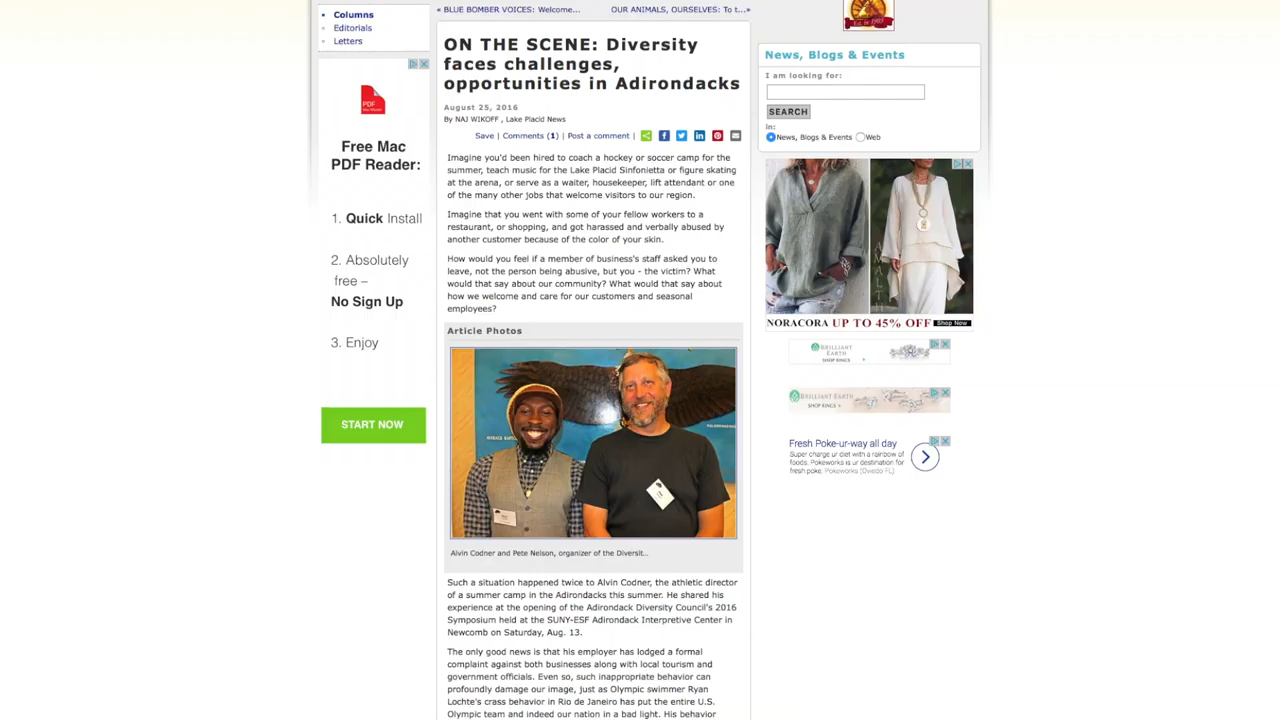 Columns
Editorials
Letters
« BLUE BOMBER VOICES: Welcome...
OUR ANIMALS, OURSELVES: To t...»
Est. in 1905
ON THE SCENE: Diversity
faces challenges,
opportunities in Adirondacks
August 25, 2016
By NAJ WIKOFF , Lake Placid News
Save | Comments (1) | Post a comment |
Imagine you'd been hired to coach a hockey or soccer camp for the
summer, teach music for the Lake Placid Sinfonietta or figure skating
at the arena, or serve as a waiter, housekeeper, lift attendant or one
of the many other jobs that welcome visitors to our region.
Imagine that you went with some of your fellow workers to a
restaurant, or shopping, and got harassed and verbally abused by
another customer because of the color of your skin.
How would you feel if a member of business's staff asked you to
leave, not the person being abusive, but you - the victim? What
would that say about our community? What would that say about
how we welcome and care for our customers and seasonal
employees?
Article Photos
Alvin Codner and Pete Nelson, organizer of the Diversit...
Such a situation happened twice to Alvin Codner, the athletic director
of a summer camp in the Adirondacks this summer. He shared his
experience at the opening of the Adirondack Diversity Council's 2016
Symposium held at the SUNY-ESF Adirondack Interpretive Center in
Newcomb on Saturday, Aug. 13.
The only good news is that his employer has lodged a formal
complaint against both businesses along with local tourism and
government officials. Even so, such inappropriate behavior can
profoundly damage our image, just as Olympic swimmer Ryan
Lochte's crass behavior in Rio de Janeiro has put the entire U.S.
Olympic team and indeed our nation in a bad light. His behavior
PDF
Free Mac
PDF Reader:
1. Quick Install
2. Absolutely
free –
No Sign Up
3. Enjoy
START NOW
News, Blogs & Events
I am looking for:
SEARCH
in:
News, Blogs & Events Web
AMALTH
NORACORA UP TO 45% OFF Shop Now
BRILLIANT
EARTH
SHOP RINGS
BRILLIANT EARTH
SHOP RINGS
Fresh Poke-ur-way all day
Super charge ur diet with a rainbow of
foods. Pokeworks is ur destination for
fresh poke. Pokeworks (Oviedo FL)